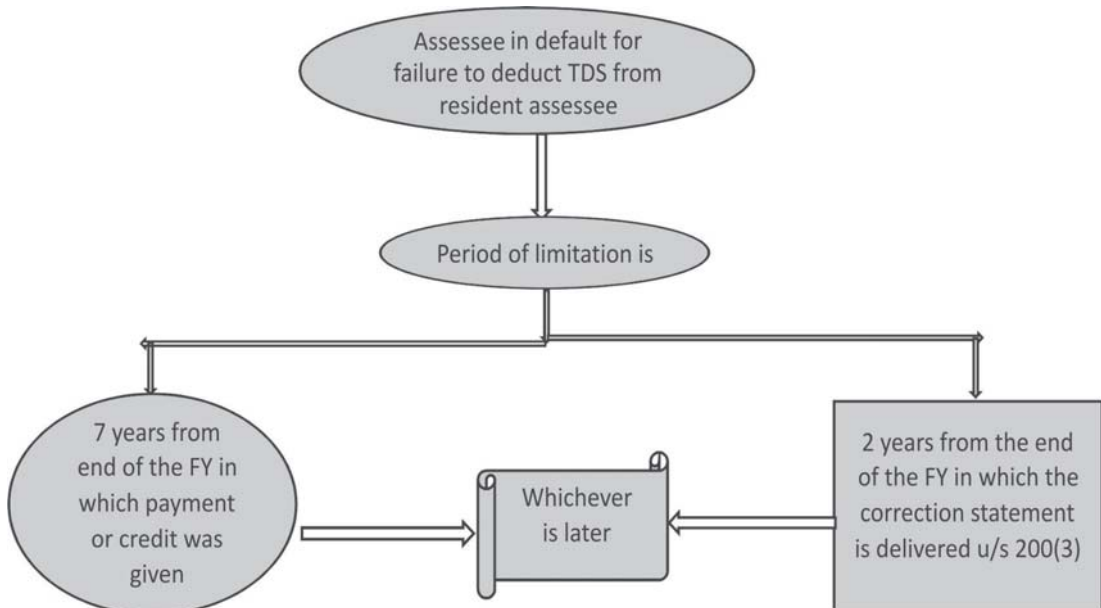 Assessee in default for
failure to deduct TDS from
resident assessee
Period of limitation is
7 years from
end of the FY in
which payment
or credit was
given
Whichever
is later
2 years from the end
of the FY in which the
correction statement
is delivered u/s 200(3)